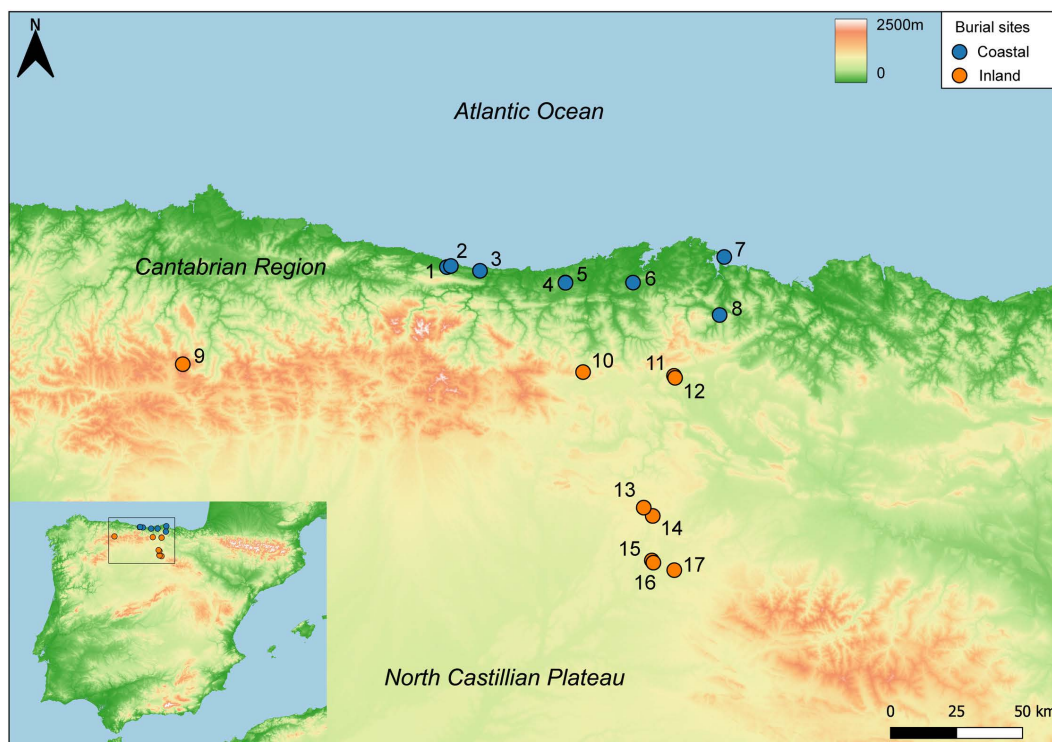 N
2500m
0
Burial sites
Coastal
Inland
Atlantic Ocean
Cantabrian Region
1
2
3
4
5
6
7
8
9
10
11
12
13
14
15
16
17
North Castillian Plateau
0 25 50 km